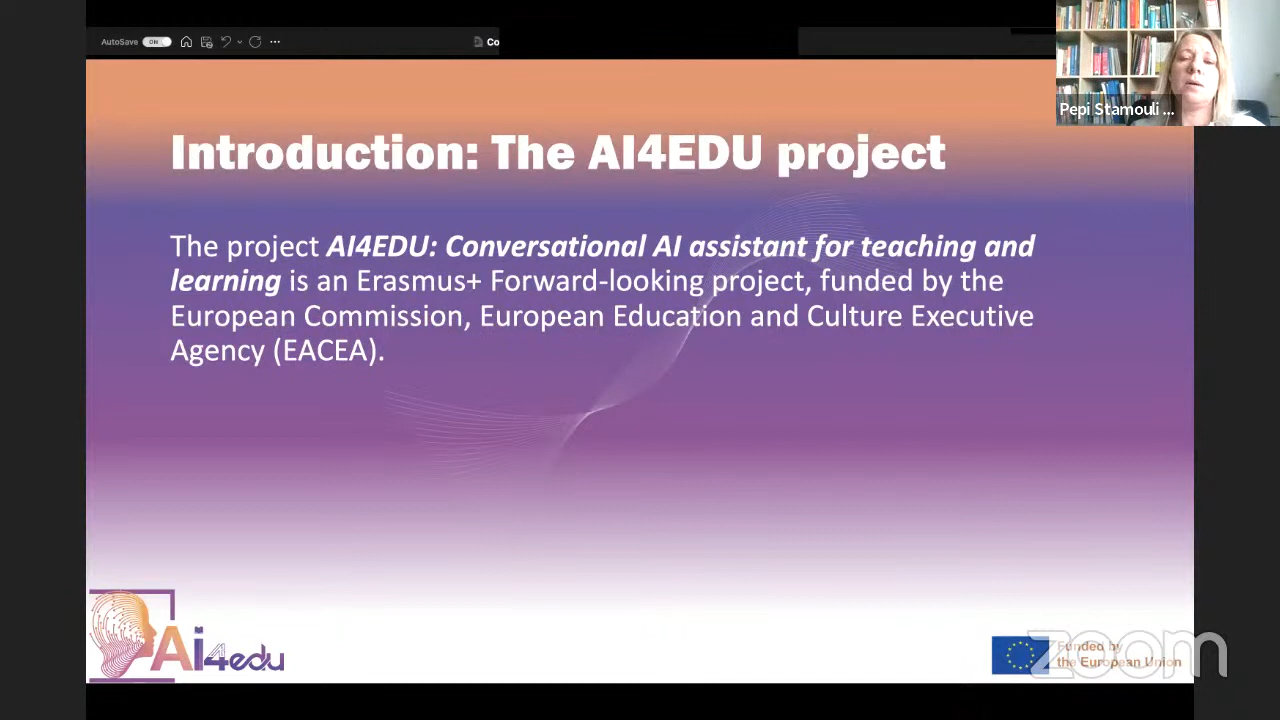 AutoSave ON ... Co
Pepi Stamouli ...
Introduction: The AI4EDU project
The project AI4EDU: Conversational AI assistant for teaching and
learning is an Erasmus+ Forward-looking project, funded by the
European Commission, European Education and Culture Executive
Agency (EACEA).
Ai4edu
Funded by
the European Union
zoom